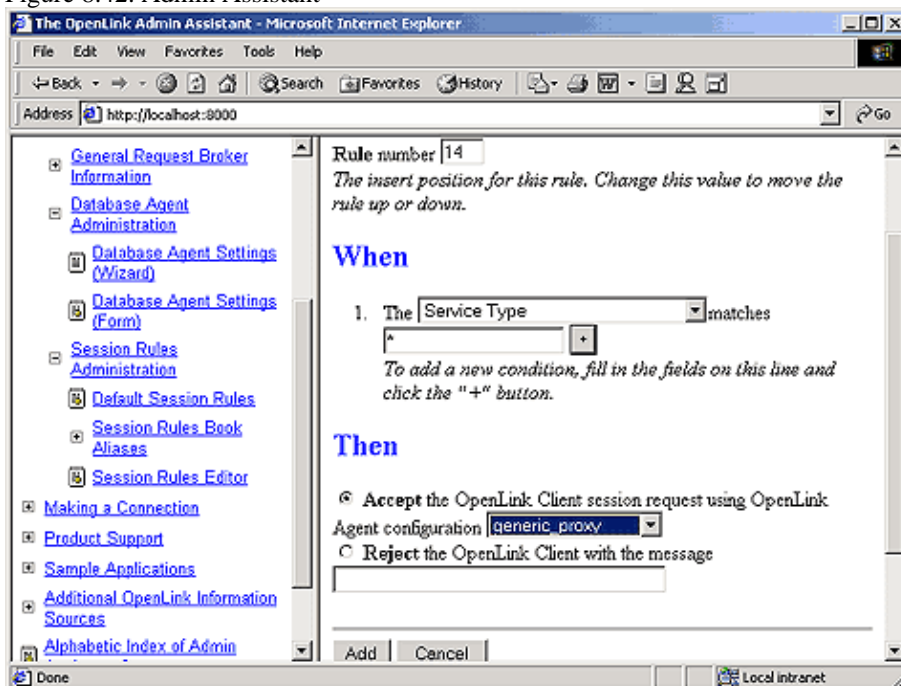 Figure 8.42. Admin Assistant
The OpenLink Admin Assistant - Microsoft Internet Explorer
File Edit View Favorites Tools Help
Back Search Favorites History
Address http://localhost:8000 Go
General Request Broker
Information
Database Agent
Administration
Database Agent Settings
(Wizard)
Database Agent Settings
(Form)
Session Rules
Administration
Default Session Rules
Session Rules Book
Aliases
Session Rules Editor
Making a Connection
Product Support
Sample Applications
Additional OpenLink Information
Sources
Alphabetic Index of Admin
Rule number 14
The insert position for this rule. Change this value to move the
rule up or down.
When
1. The Service Type matches
* +
To add a new condition, fill in the fields on this line and
click the "+" button.
Then
Accept the OpenLink Client session request using OpenLink
Agent configuration generic_proxy
Reject the OpenLink Client with the message
Add Cancel
Done Local intranet